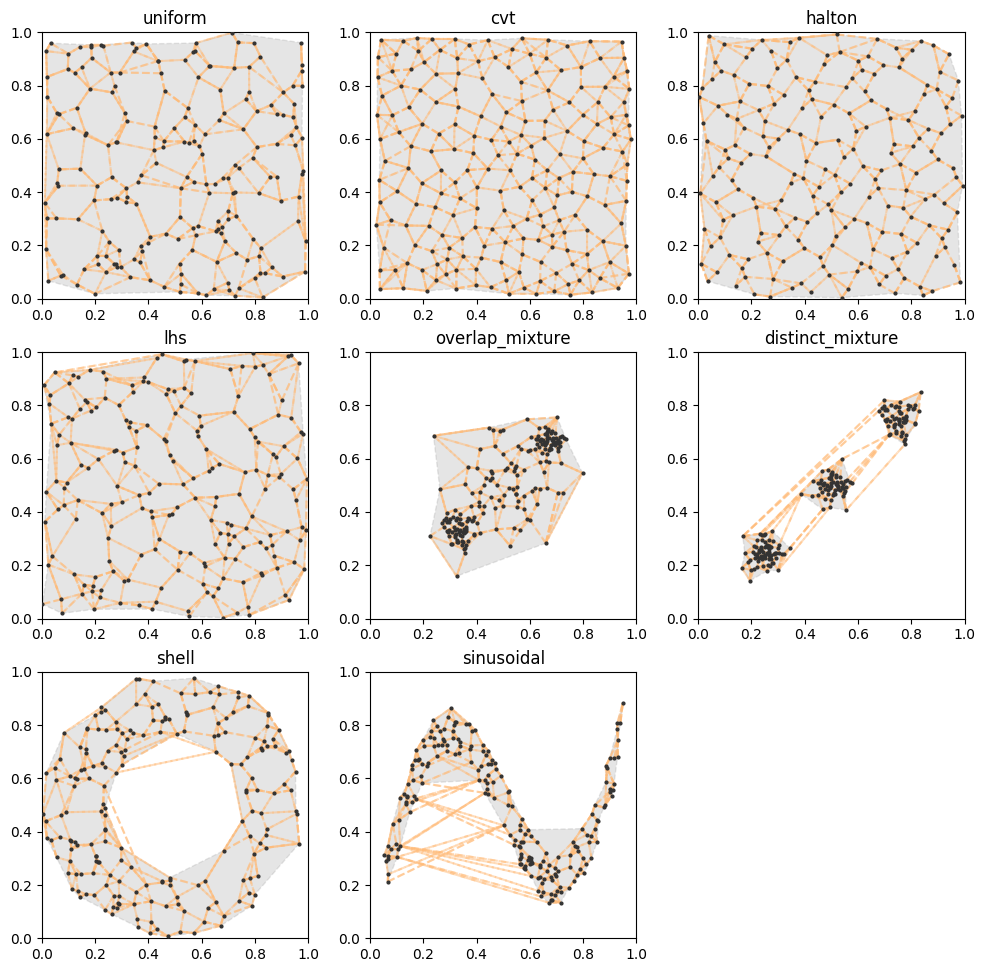 uniform
cvt
halton
1.0 1.0 1.0
0.8 0.8 0.8
0.6 0.6 0.6
0.4 0.4 0.4
0.2 0.2 0.2
0.0 0.0 0.0
0.0 0.2 0.4 0.6 0.8 1.0 0.0 0.2 0.4 0.6 0.8 1.0 0.0 0.2 0.4 0.6 0.8 1.0
lhs
overlap_mixture
distinct_mixture
1.0 1.0 1.0
0.8 0.8 0.8
0.6 0.6 0.6
0.4 0.4 0.4
0.2 0.2 0.2
0.0 0.0 0.0
0.0 0.2 0.4 0.6 0.8 1.0 0.0 0.2 0.4 0.6 0.8 1.0 0.0 0.2 0.4 0.6 0.8 1.0
shell
sinusoidal
1.0 1.0
0.8 0.8
0.6 0.6
0.4 0.4
0.2 0.2
0.0 0.0
0.0 0.2 0.4 0.6 0.8 1.0 0.0 0.2 0.4 0.6 0.8 1.0